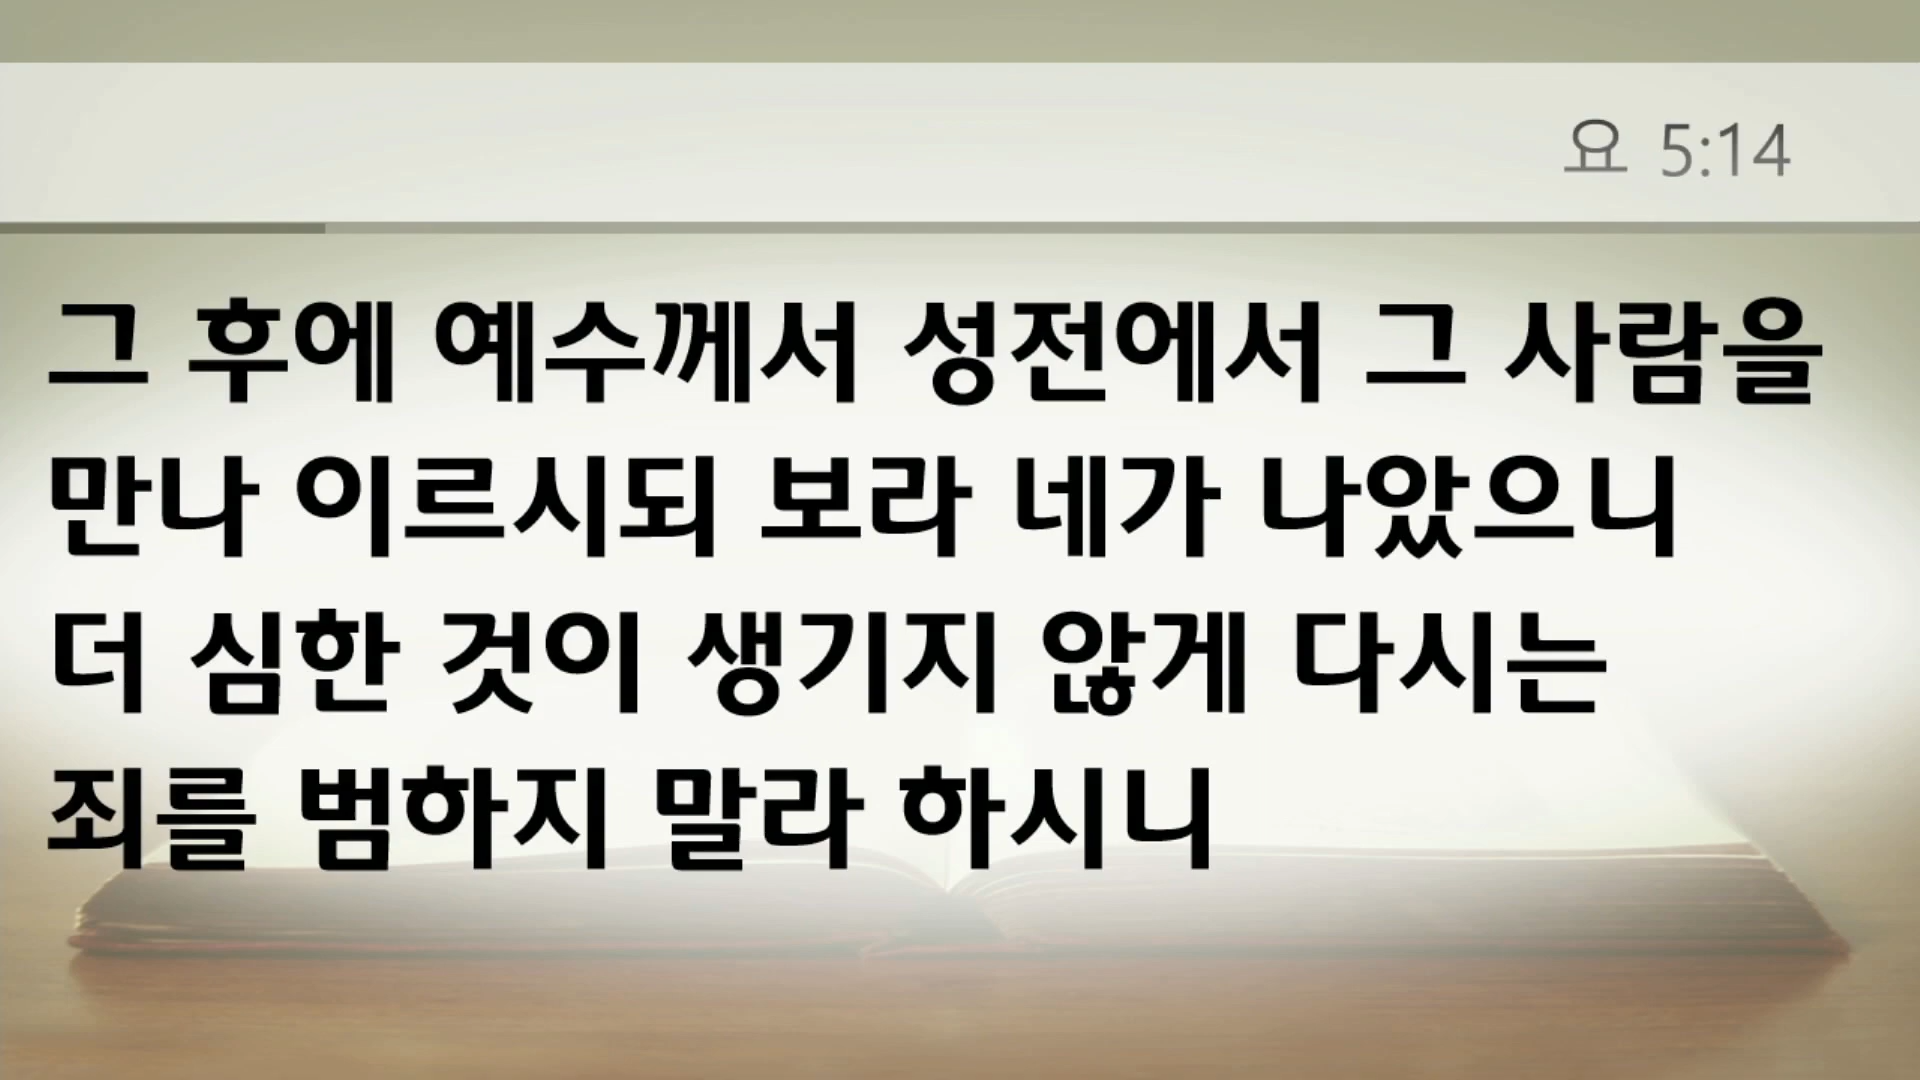 요 5:14
그 후에 예수께서 성전에서 그 사람을
만나 이르시되 보라 네가 나았으니
더 심한 것이 생기지 않게 다시는
죄를 범하지 말라 하시니